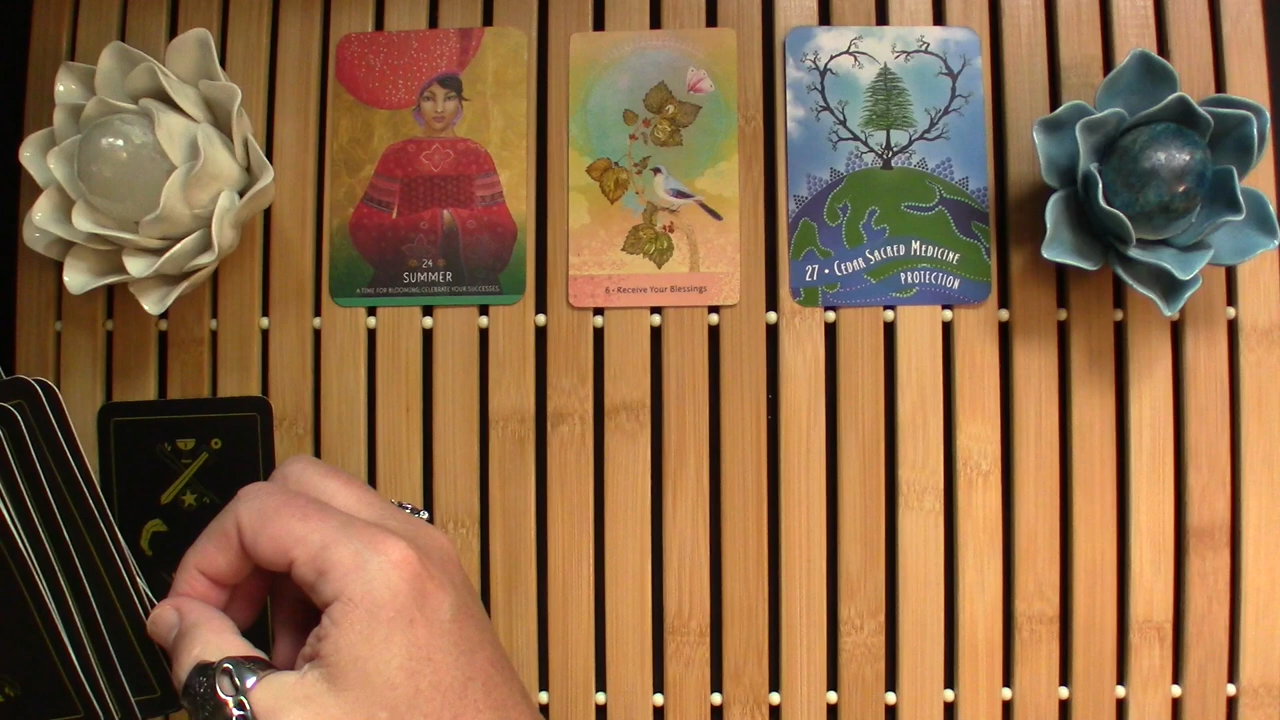 24
SUMMER
A TIME FOR BLOOMING; CELEBRATE YOUR SUCCESSES.
6 • Receive Your Blessings
27 • CEDAR SACRED MEDICINE
PROTECTION